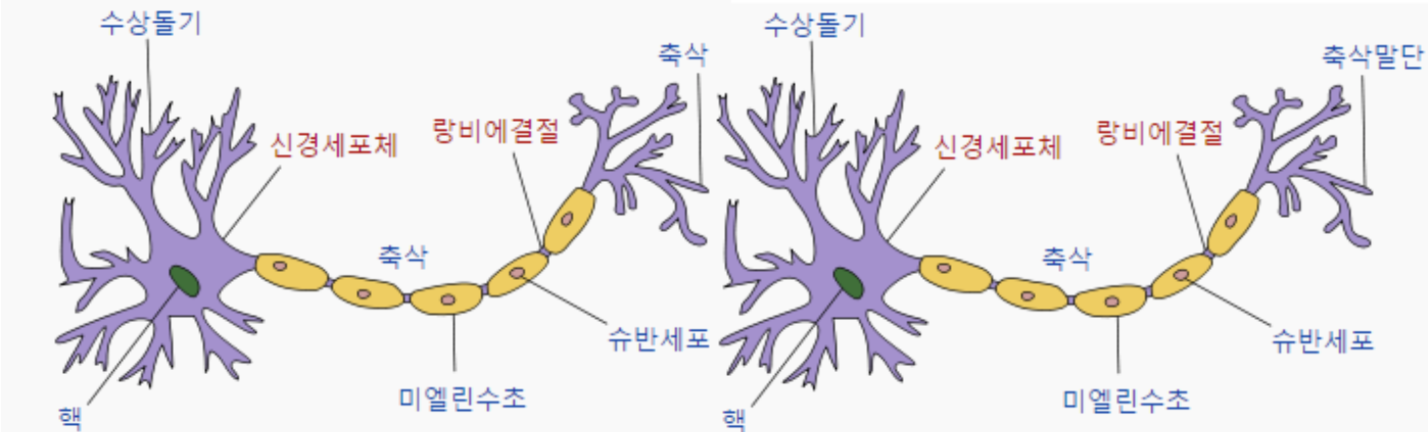 수상돌기
축삭
신경세포체
랑비에결절
축삭
슈반세포
미엘린수초
핵
수상돌기
축삭말단
신경세포체
랑비에결절
축삭
슈반세포
미엘린수초
핵